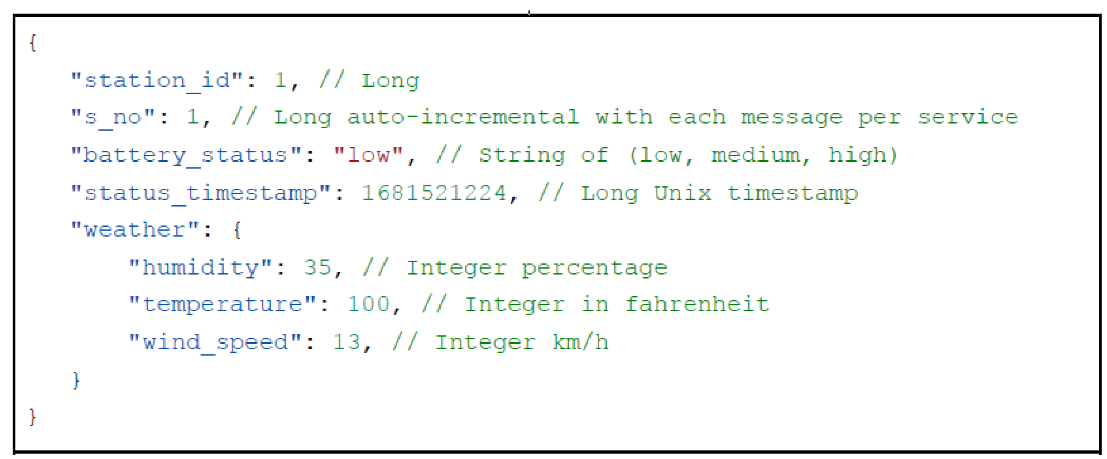 {
"station_id": 1, // Long
"s_no": 1, // Long auto-incremental with each message per service
"battery_status": "low", // String of (low, medium, high)
"status_timestamp": 1681521224, // Long Unix timestamp
"weather": {
"humidity": 35, // Integer percentage
"temperature": 100, // Integer in fahrenheit
"wind_speed": 13, // Integer km/h
}
}